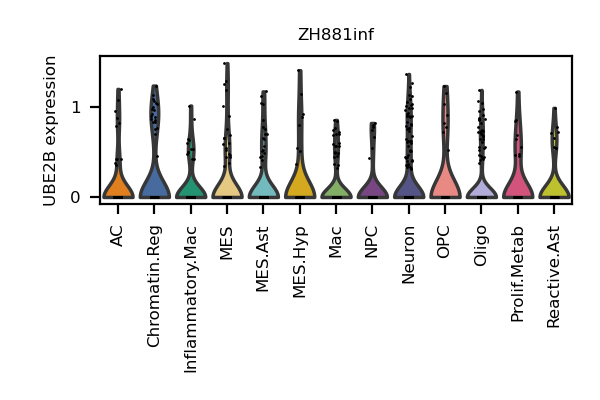 ZH881inf
UBE2B expression
1
0
AC
Chromatin.Reg
Inflammatory.Mac
MES
MES.Ast
MES.Hyp
Mac
NPC
Neuron
OPC
Oligo
Prolif.Metab
Reactive.Ast